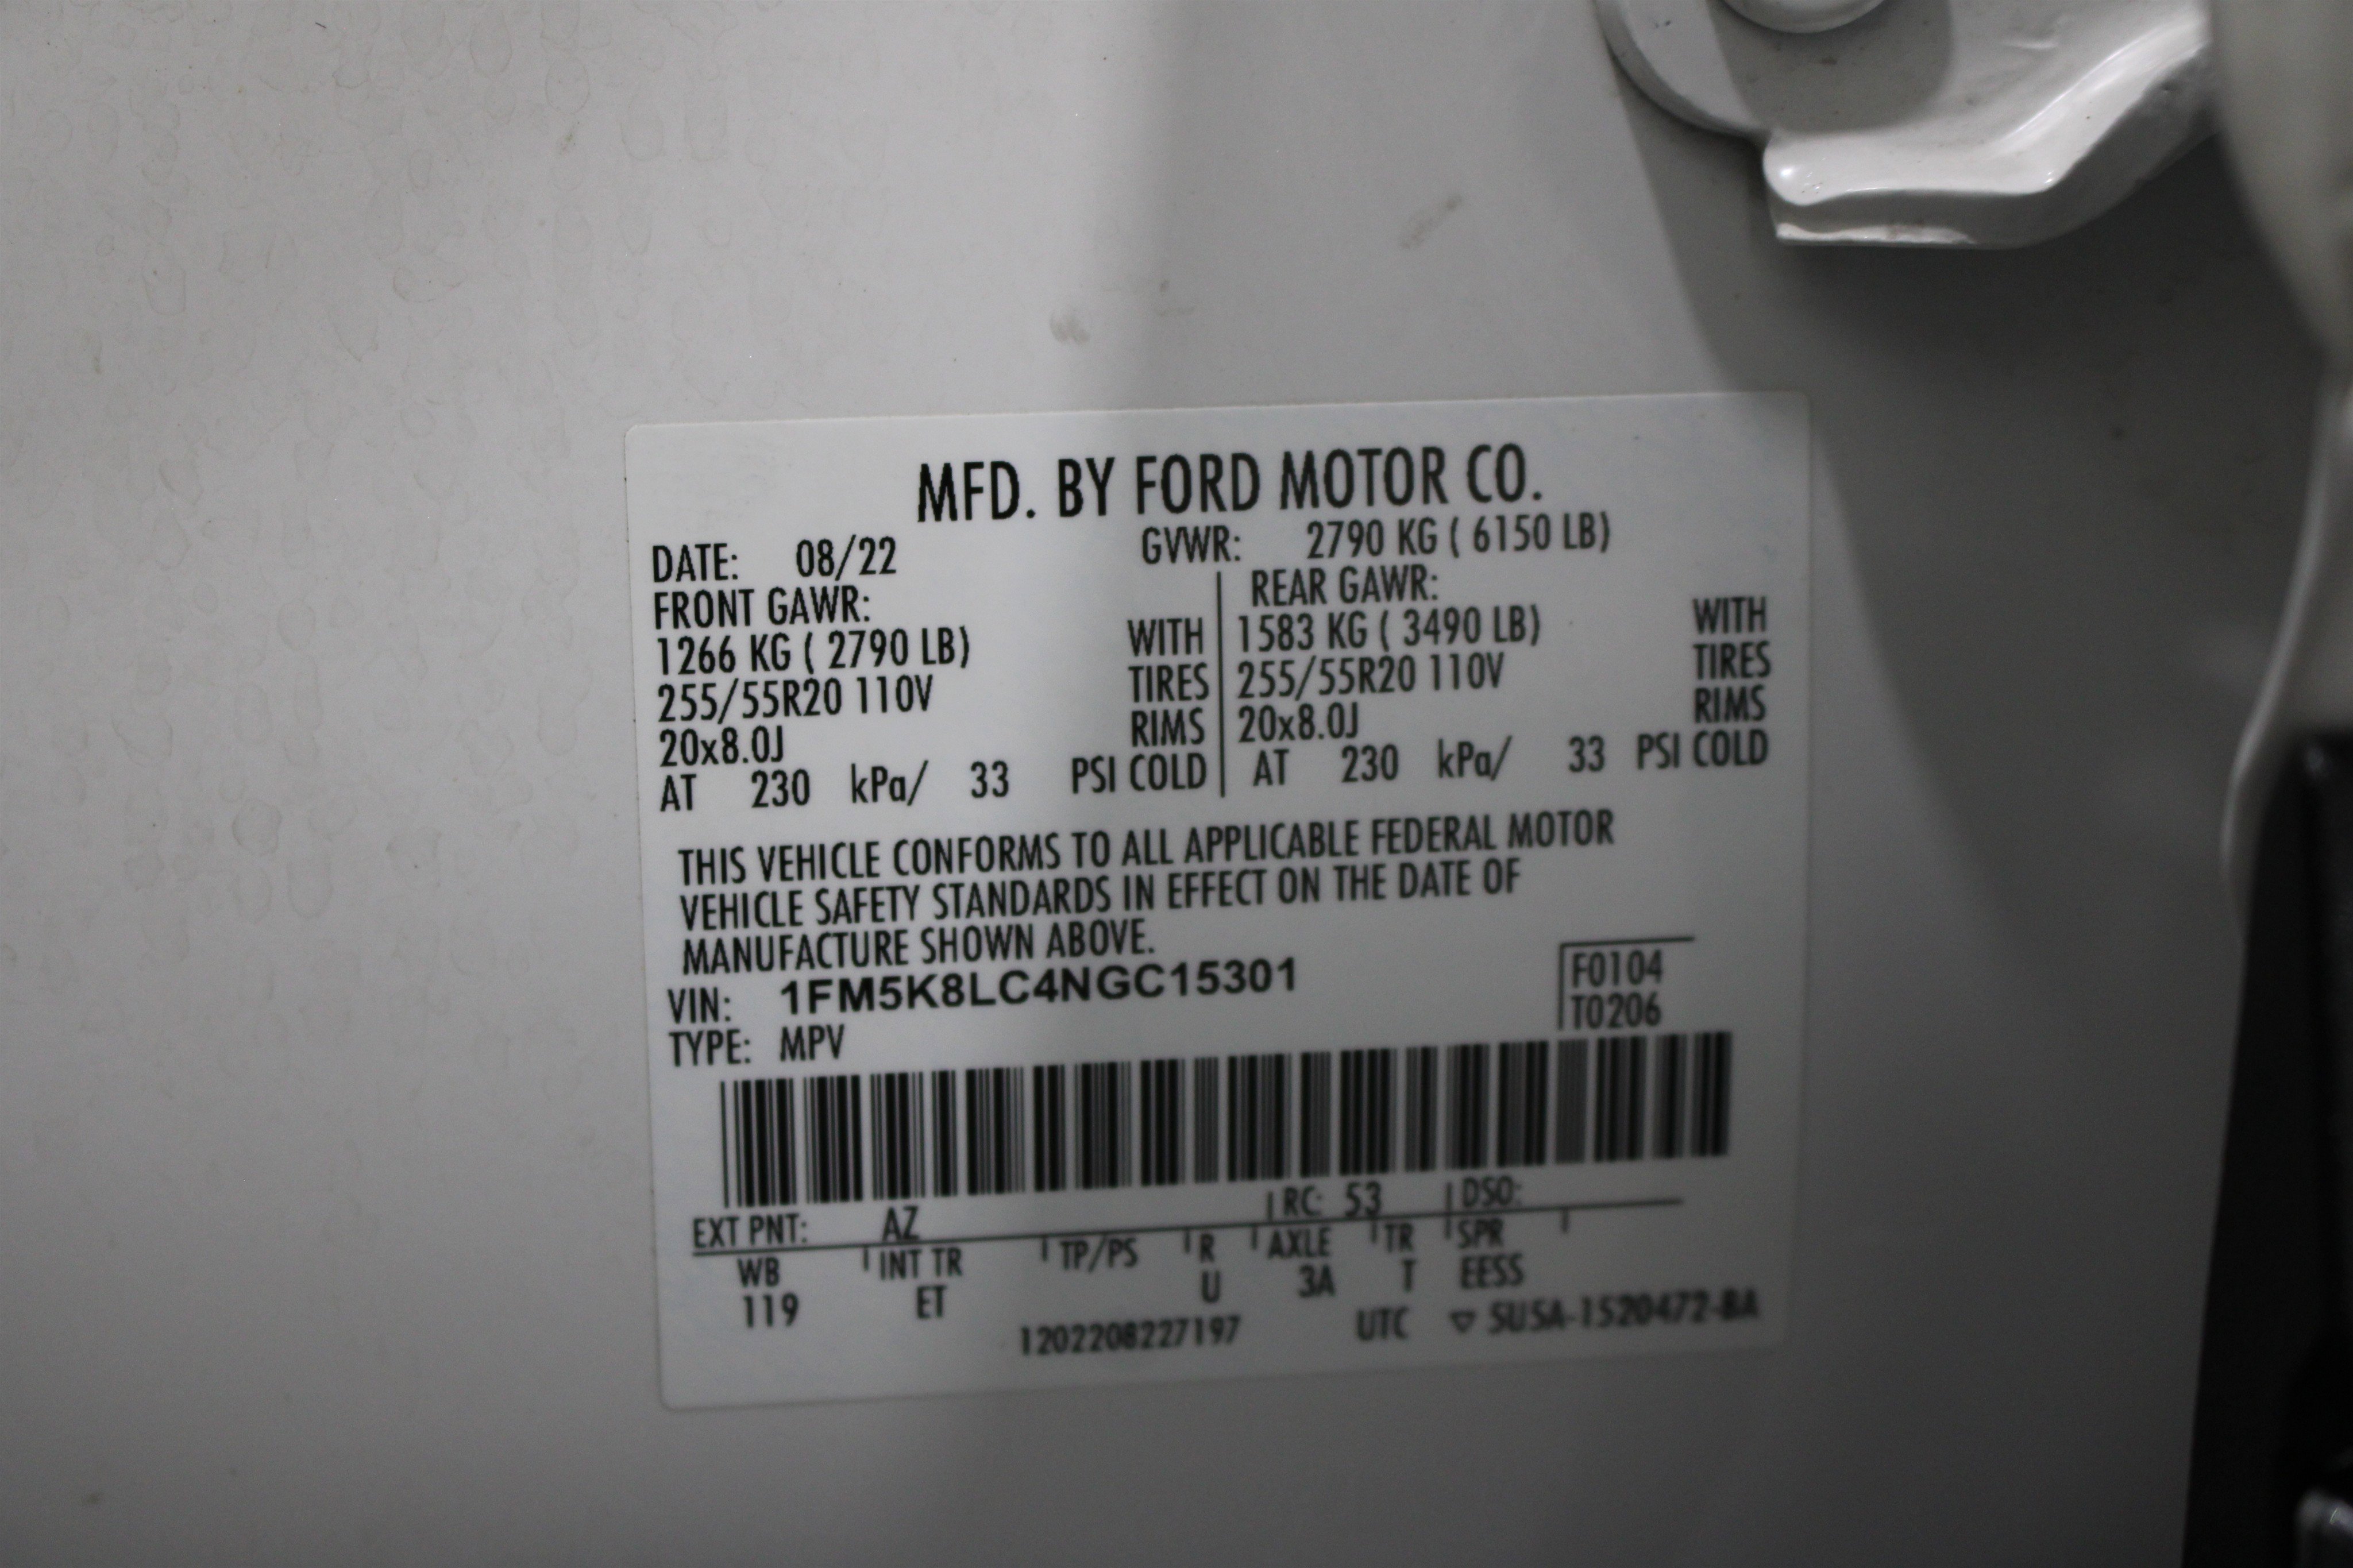 MFD. BY FORD MOTOR CO.
DATE: 08/22 GVWR: 2790 KG ( 6150 LB)
FRONT GAWR: REAR GAWR:
1266 KG ( 2790 LB) WITH 1583 KG ( 3490 LB) WITH
255/55R20 110V TIRES 255/55R20 110V TIRES
20x8.0J RIMS 20x8.0J RIMS
AT 230 kPa/ 33 PSI COLD AT 230 kPa/ 33 PSI COLD
THIS VEHICLE CONFORMS TO ALL APPLICABLE FEDERAL MOTOR
VEHICLE SAFETY STANDARDS IN EFFECT ON THE DATE OF
MANUFACTURE SHOWN ABOVE.
VIN: 1FM5K8LC4NGC15301 F0104
TYPE: MPV T0206
EXT PNT: AZ RC: 53 DSO:
WB INT TR TP/PS R AXLE TR SPR
119 ET U 3A T EESS
1202208227197 UTC ▽ 5U5A-1520472-BA